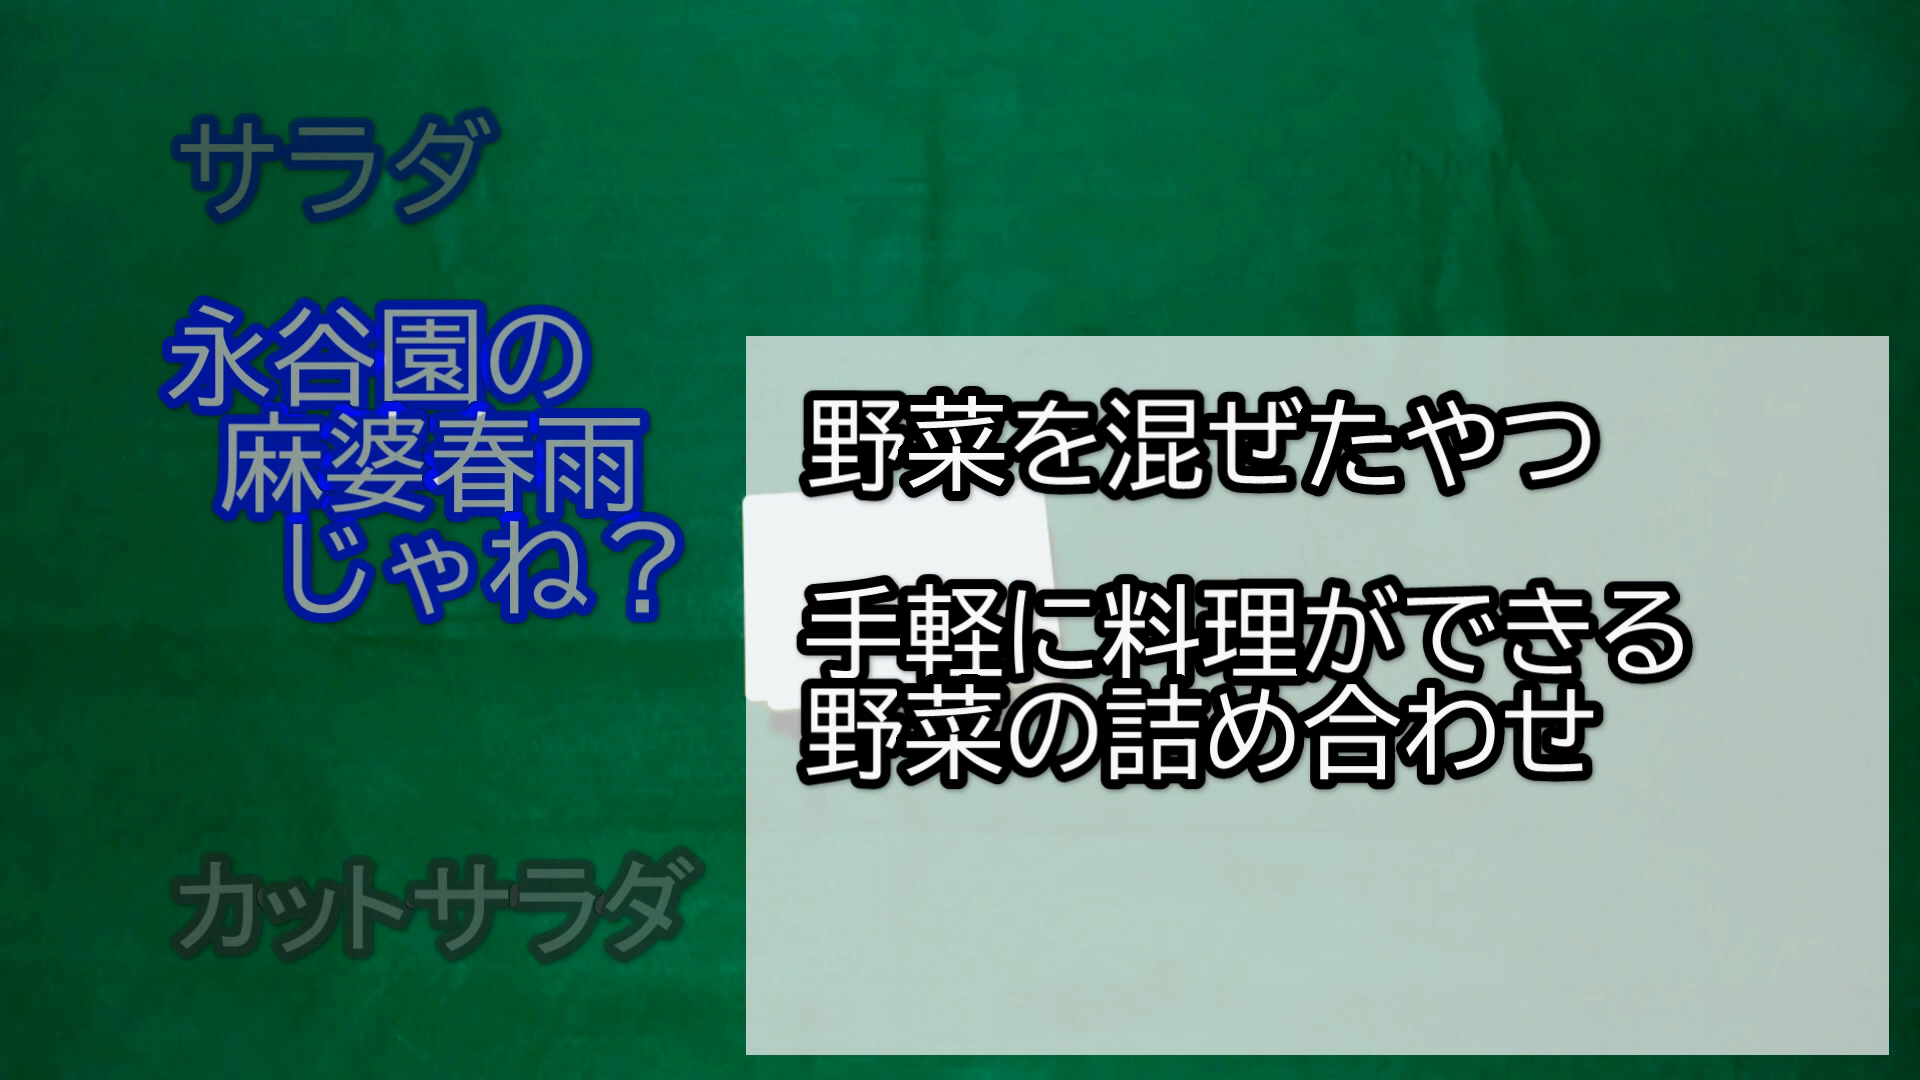 サラダ
永谷園の
麻婆春雨
じゃね？
カットサラダ
野菜を混ぜたやつ
手軽に料理ができる
野菜の詰め合わせ